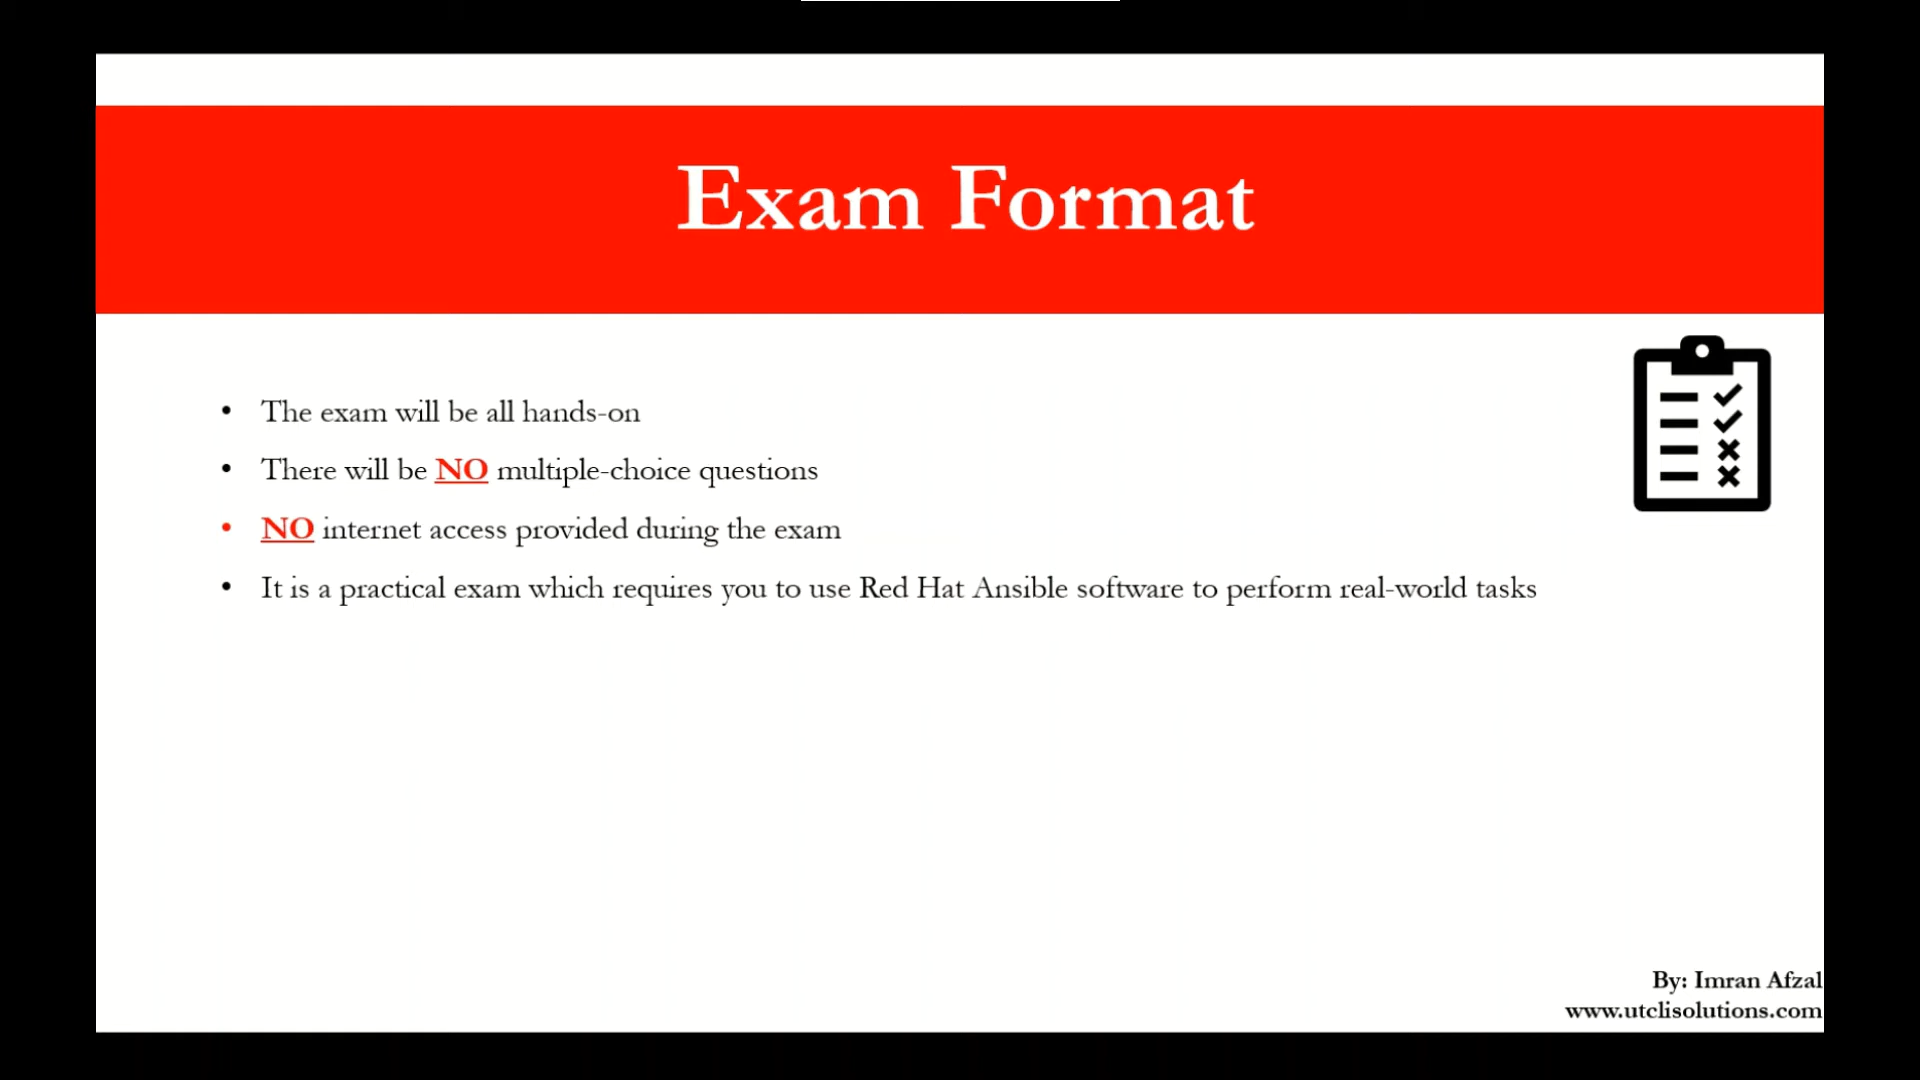 Exam Format
• The exam will be all hands-on
• There will be NO multiple-choice questions
• NO internet access provided during the exam
• It is a practical exam which requires you to use Red Hat Ansible software to perform real-world tasks
By: Imran Afzal
www.utclisolutions.com